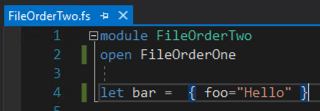 FileOrderTwo.fs
1 module FileOrderTwo
2 open FileOrderOne
3
4 let bar = { foo="Hello" }